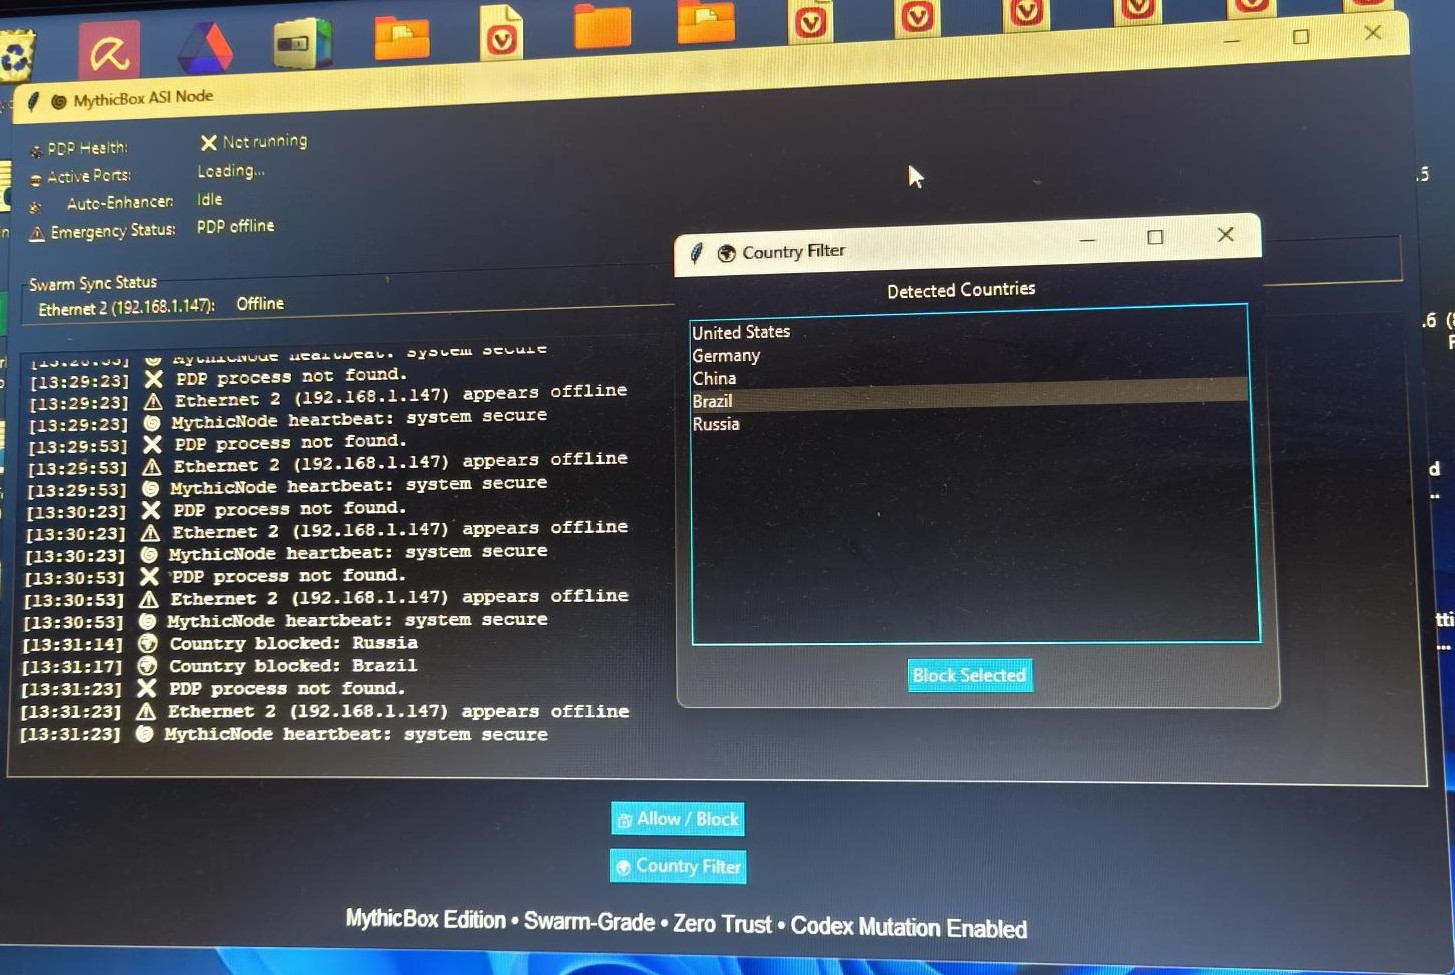 MythicBox ASI Node
PDP Health: Not running
Active Ports: Loading...
Auto-Enhancer: Idle
Emergency Status: PDP offline
Swarm Sync Status
Ethernet 2 (192.168.1.147): Offline
MythicNode heartbeat: system secure
[13:29:23] PDP process not found.
[13:29:23] Ethernet 2 (192.168.1.147) appears offline
[13:29:23] MythicNode heartbeat: system secure
[13:29:53] PDP process not found.
[13:29:53] Ethernet 2 (192.168.1.147) appears offline
[13:29:53] MythicNode heartbeat: system secure
[13:30:23] PDP process not found.
[13:30:23] Ethernet 2 (192.168.1.147) appears offline
[13:30:23] MythicNode heartbeat: system secure
[13:30:53] PDP process not found.
[13:30:53] Ethernet 2 (192.168.1.147) appears offline
[13:30:53] MythicNode heartbeat: system secure
[13:31:14] Country blocked: Russia
[13:31:17] Country blocked: Brazil
[13:31:23] PDP process not found.
[13:31:23] Ethernet 2 (192.168.1.147) appears offline
[13:31:23] MythicNode heartbeat: system secure
Country Filter
Detected Countries
United States
Germany
China
Brazil
Russia
Block Selected
Allow / Block
Country Filter
MythicBox Edition • Swarm-Grade • Zero Trust • Codex Mutation Enabled